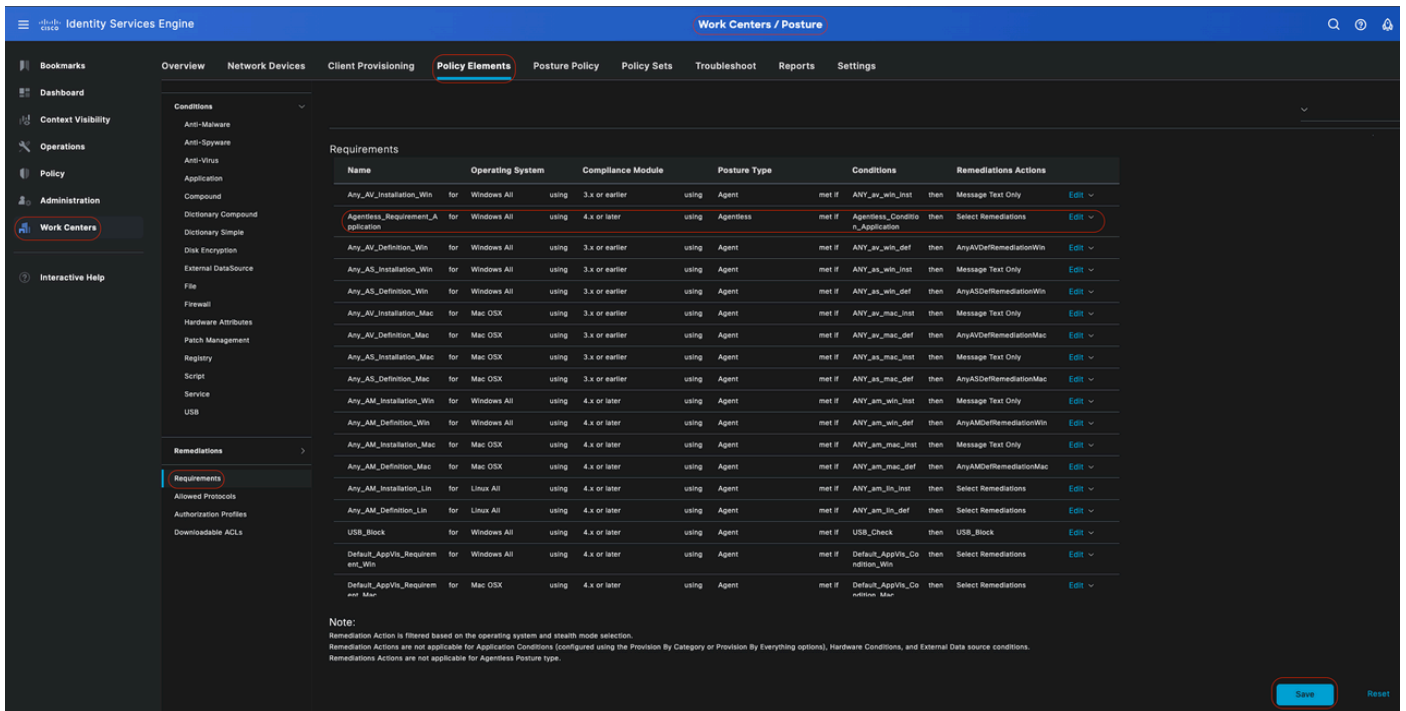 cisco Identity Services Engine
Work Centers / Posture
Bookmarks
Dashboard
Context Visibility
Operations
Policy
Administration
Work Centers
Interactive Help
Overview Network Devices Client Provisioning Policy Elements Posture Policy Policy Sets Troubleshoot Reports Settings
Conditions
Anti-Malware
Anti-Spyware
Anti-Virus
Application
Compound
Dictionary Compound
Dictionary Simple
Disk Encryption
External DataSource
File
Firewall
Hardware Attributes
Patch Management
Registry
Script
Service
USB
Remediations
Requirements
Allowed Protocols
Authorization Profiles
Downloadable ACLs
Requirements
Name Operating System Compliance Module Posture Type Conditions Remediations Actions
Any_AV_Installation_Win for Windows All using 3.x or earlier using Agent met if ANY_av_win_inst then Message Text Only Edit
Agentless_Requirement_A for Windows All using 4.x or later using Agentless met if Agentless_Conditio then Select Remediations Edit
pplication n_Application
Any_AV_Definition_Win for Windows All using 3.x or earlier using Agent met if ANY_av_win_def then AnyAVDefRemediationWin Edit
Any_AS_Installation_Win for Windows All using 3.x or earlier using Agent met if ANY_as_win_inst then Message Text Only Edit
Any_AS_Definition_Win for Windows All using 3.x or earlier using Agent met if ANY_as_win_def then AnyASDefRemediationWin Edit
Any_AV_Installation_Mac for Mac OSX using 3.x or earlier using Agent met if ANY_av_mac_inst then Message Text Only Edit
Any_AV_Definition_Mac for Mac OSX using 3.x or earlier using Agent met if ANY_av_mac_def then AnyAVDefRemediationMac Edit
Any_AS_Installation_Mac for Mac OSX using 3.x or earlier using Agent met if ANY_as_mac_inst then Message Text Only Edit
Any_AS_Definition_Mac for Mac OSX using 3.x or earlier using Agent met if ANY_as_mac_def then AnyASDefRemediationMac Edit
Any_AM_Installation_Win for Windows All using 4.x or later using Agent met if ANY_am_win_inst then Message Text Only Edit
Any_AM_Definition_Win for Windows All using 4.x or later using Agent met if ANY_am_win_def then AnyAMDefRemediationWin Edit
Any_AM_Installation_Mac for Mac OSX using 4.x or later using Agent met if ANY_am_mac_inst then Message Text Only Edit
Any_AM_Definition_Mac for Mac OSX using 4.x or later using Agent met if ANY_am_mac_def then AnyAMDefRemediationMac Edit
Any_AM_Installation_Lin for Linux All using 4.x or later using Agent met if ANY_am_lin_inst then Select Remediations Edit
Any_AM_Definition_Lin for Linux All using 4.x or later using Agent met if ANY_am_lin_def then Select Remediations Edit
USB_Block for Windows All using 4.x or later using Agent met if USB_Check then USB_Block Edit
Default_AppVis_Requirem for Windows All using 4.x or later using Agent met if Default_AppVis_Co then Select Remediations Edit
ent_Win ndition_Win
Default_AppVis_Requirem for Mac OSX using 4.x or later using Agent met if Default_AppVis_Co then Select Remediations Edit
ent_Mac ndition_Mac
Note:
Remediation Action is filtered based on the operating system and stealth mode selection.
Remediation Actions are not applicable for Application Conditions (configured using the Provision By Category or Provision By Everything options), Hardware Conditions, and External Data source conditions.
Remediations Actions are not applicable for Agentless Posture type.
Save Reset